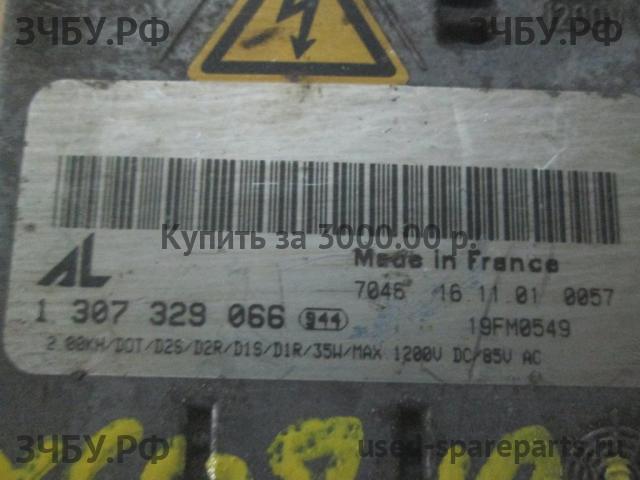 ЗЧБУ.РФ
ЗЧБУ.РФ
1200V
Купить за 3000.00 р.
AL
Made in France
7046 16 11 01 0057
1 307 329 066 944
19FM0549
2.00KH/DOT/D2S/D2R/D1S/D1R/35W/MAX 1200V DC/85V AC
ЗЧБУ.РФ
used-spareparts.ru